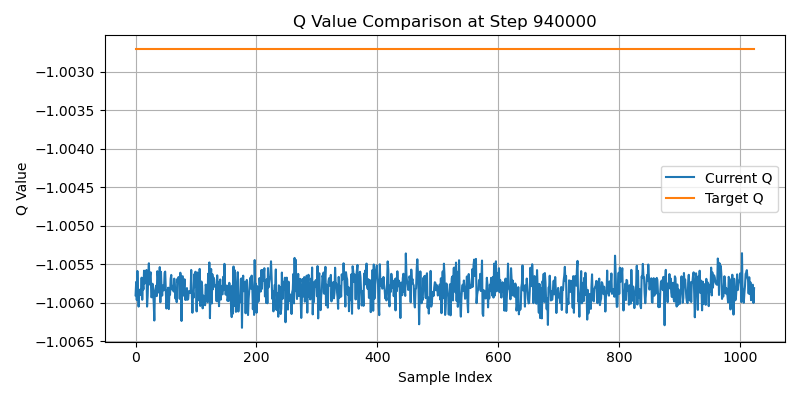 Q Value Comparison at Step 940000
Q Value
−1.0030
−1.0035
−1.0040
−1.0045
−1.0050
−1.0055
−1.0060
−1.0065
Current Q
Target Q
0
200
400
600
800
1000
Sample Index